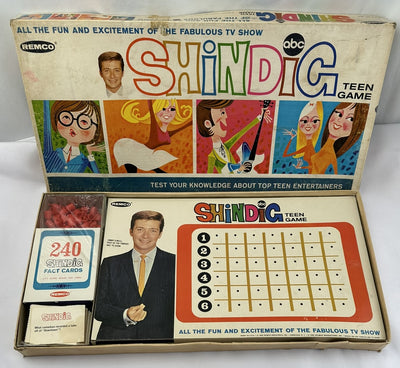 ALL THE FUN AND EXCITEMENT OF THE FABULOUS TV SHOW
REMCO
SHiNDiG
abc
TEEN
GAME
TEST YOUR KNOWLEDGE ABOUT TOP TEEN ENTERTAINERS
REMCO
SHiNDiG
abc
TEEN
GAME
240
SHiNDiG
FACT CARDS
REMCO
1
2
3
4
5
6
ALL THE FUN AND EXCITEMENT OF THE FABULOUS TV SHOW